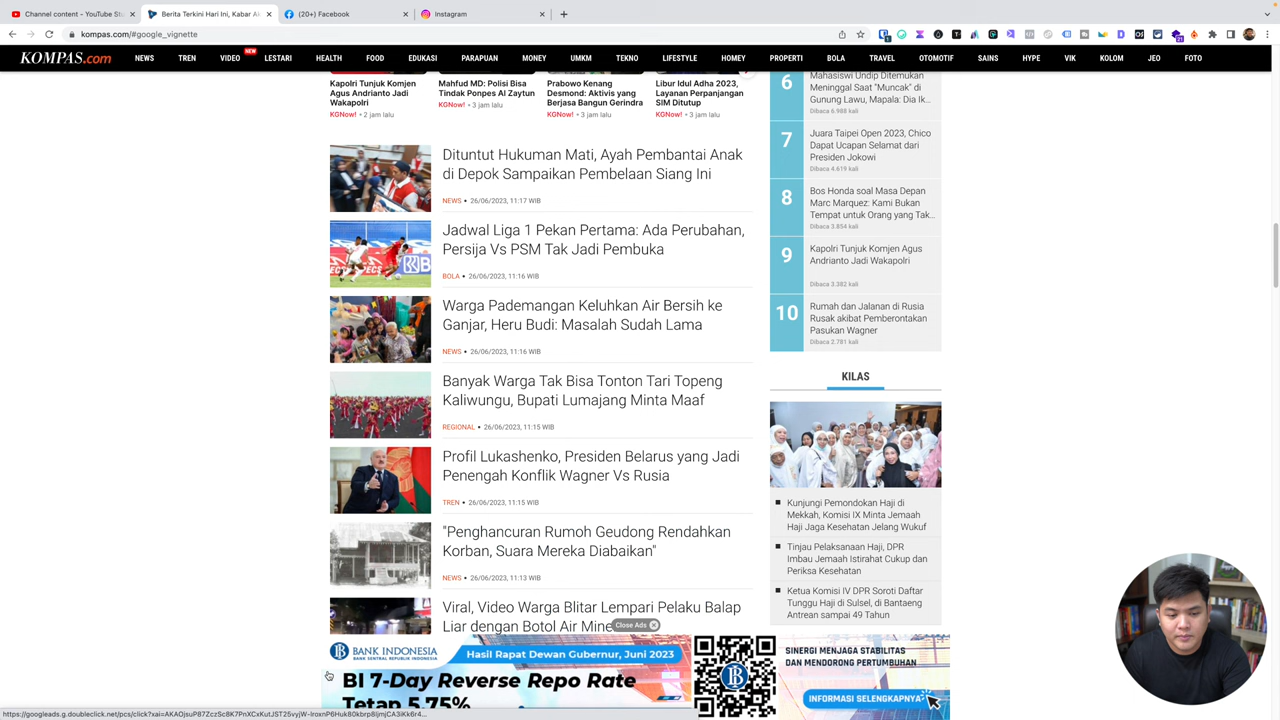 Channel content - YouTube St
Berita Terkini Hari Ini, Kabar Ak
(20+) Facebook
Instagram
kompas.com/#google_vignette
KOMPAS.com
NEWS
TREN
VIDEO
NEW
LESTARI
HEALTH
FOOD
EDUKASI
PARAPUAN
MONEY
UMKM
TEKNO
LIFESTYLE
HOMEY
PROPERTI
BOLA
TRAVEL
OTOMOTIF
SAINS
HYPE
VIK
KOLOM
JEO
FOTO
Kapolri Tunjuk Komjen
Agus Andrianto Jadi
Wakapolri
KGNow! • 2 jam lalu
Mahfud MD: Polisi Bisa
Tindak Ponpes Al Zaytun
KGNow! • 3 jam lalu
Prabowo Kenang
Desmond: Aktivis yang
Berjasa Bangun Gerindra
KGNow! • 3 jam lalu
Libur Idul Adha 2023,
Layanan Perpanjangan
SIM Ditutup
KGNow! • 3 jam lalu
Dituntut Hukuman Mati, Ayah Pembantai Anak
di Depok Sampaikan Pembelaan Siang Ini
NEWS • 26/06/2023, 11:17 WIB
Jadwal Liga 1 Pekan Pertama: Ada Perubahan,
Persija Vs PSM Tak Jadi Pembuka
BOLA • 26/06/2023, 11:16 WIB
Warga Pademangan Keluhkan Air Bersih ke
Ganjar, Heru Budi: Masalah Sudah Lama
NEWS • 26/06/2023, 11:16 WIB
Banyak Warga Tak Bisa Tonton Tari Topeng
Kaliwungu, Bupati Lumajang Minta Maaf
REGIONAL • 26/06/2023, 11:15 WIB
Profil Lukashenko, Presiden Belarus yang Jadi
Penengah Konflik Wagner Vs Rusia
TREN • 26/06/2023, 11:15 WIB
"Penghancuran Rumoh Geudong Rendahkan
Korban, Suara Mereka Diabaikan"
NEWS • 26/06/2023, 11:13 WIB
Viral, Video Warga Blitar Lempari Pelaku Balap
Liar dengan Botol Air Mine
6
Mahasiswi Undip Ditemukan
Meninggal Saat "Muncak" di
Gunung Lawu, Mapala: Dia Ik...
Dibaca 6.988 kali
7
Juara Taipei Open 2023, Chico
Dapat Ucapan Selamat dari
Presiden Jokowi
Dibaca 4.619 kali
8
Bos Honda soal Masa Depan
Marc Marquez: Kami Bukan
Tempat untuk Orang yang Tak...
Dibaca 3.854 kali
9
Kapolri Tunjuk Komjen Agus
Andrianto Jadi Wakapolri
Dibaca 3.382 kali
10
Rumah dan Jalanan di Rusia
Rusak akibat Pemberontakan
Pasukan Wagner
Dibaca 2.781 kali
KILAS
Kunjungi Pemondokan Haji di
Mekkah, Komisi IX Minta Jemaah
Haji Jaga Kesehatan Jelang Wukuf
Tinjau Pelaksanaan Haji, DPR
Imbau Jemaah Istirahat Cukup dan
Periksa Kesehatan
Ketua Komisi IV DPR Soroti Daftar
Tunggu Haji di Sulsel, di Bantaeng
Antrean sampai 49 Tahun
Close Ads
BANK INDONESIA
BANK SENTRAL REPUBLIK INDONESIA
Hasil Rapat Dewan Gubernur, Juni 2023
BI 7-Day Reverse Repo Rate
Tetap 5,75%
SINERGI MENJAGA STABILITAS
DAN MENDORONG PERTUMBUHAN
INFORMASI SELENGKAPNYA